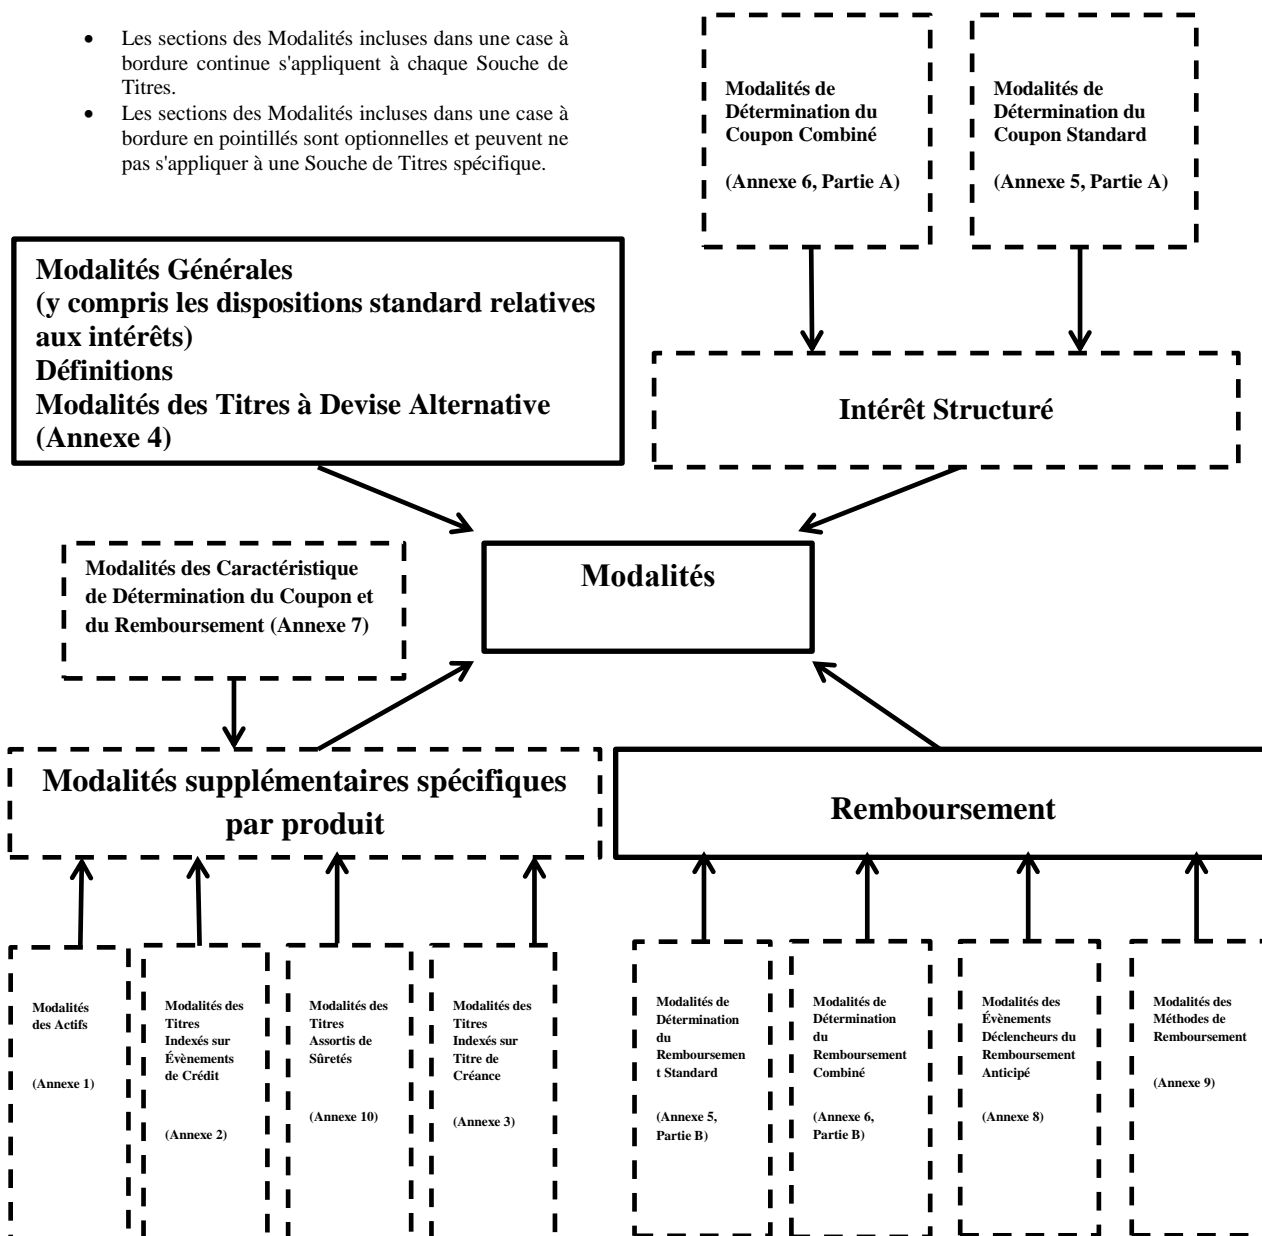 • Les sections des Modalités incluses dans une case à
bordure continue s'appliquent à chaque Souche de
Titres.
• Les sections des Modalités incluses dans une case à
bordure en pointillés sont optionnelles et peuvent ne
pas s'appliquer à une Souche de Titres spécifique.
Modalités de
Détermination du
Coupon Combiné
(Annexe 6, Partie A)
Modalités de
Détermination du
Coupon Standard
(Annexe 5, Partie A)
Modalités Générales
(y compris les dispositions standard relatives
aux intérêts)
Définitions
Modalités des Titres à Devise Alternative
(Annexe 4)
Intérêt Structuré
Modalités
Modalités des Caractéristique
de Détermination du Coupon et
du Remboursement (Annexe 7)
Modalités supplémentaires spécifiques
par produit
Remboursement
Modalités
des Actifs
(Annexe 1)
Modalités des
Titres
Indexés sur
Évènements
de Crédit
(Annexe 2)
Modalités des
Titres
Assortis de
Sûretés
(Annexe 10)
Modalités des
Titres
Indexés sur
Titre de
Créance
(Annexe 3)
Modalités de
Détermination
du
Remboursemen
t Standard
(Annexe 5,
Partie B)
Modalités de
Détermination
du
Remboursement
Combiné
(Annexe 6,
Partie B)
Modalités des
Évènements
Déclencheurs du
Remboursement
Anticipé
(Annexe 8)
Modalités des
Méthodes de
Remboursement
(Annexe 9)